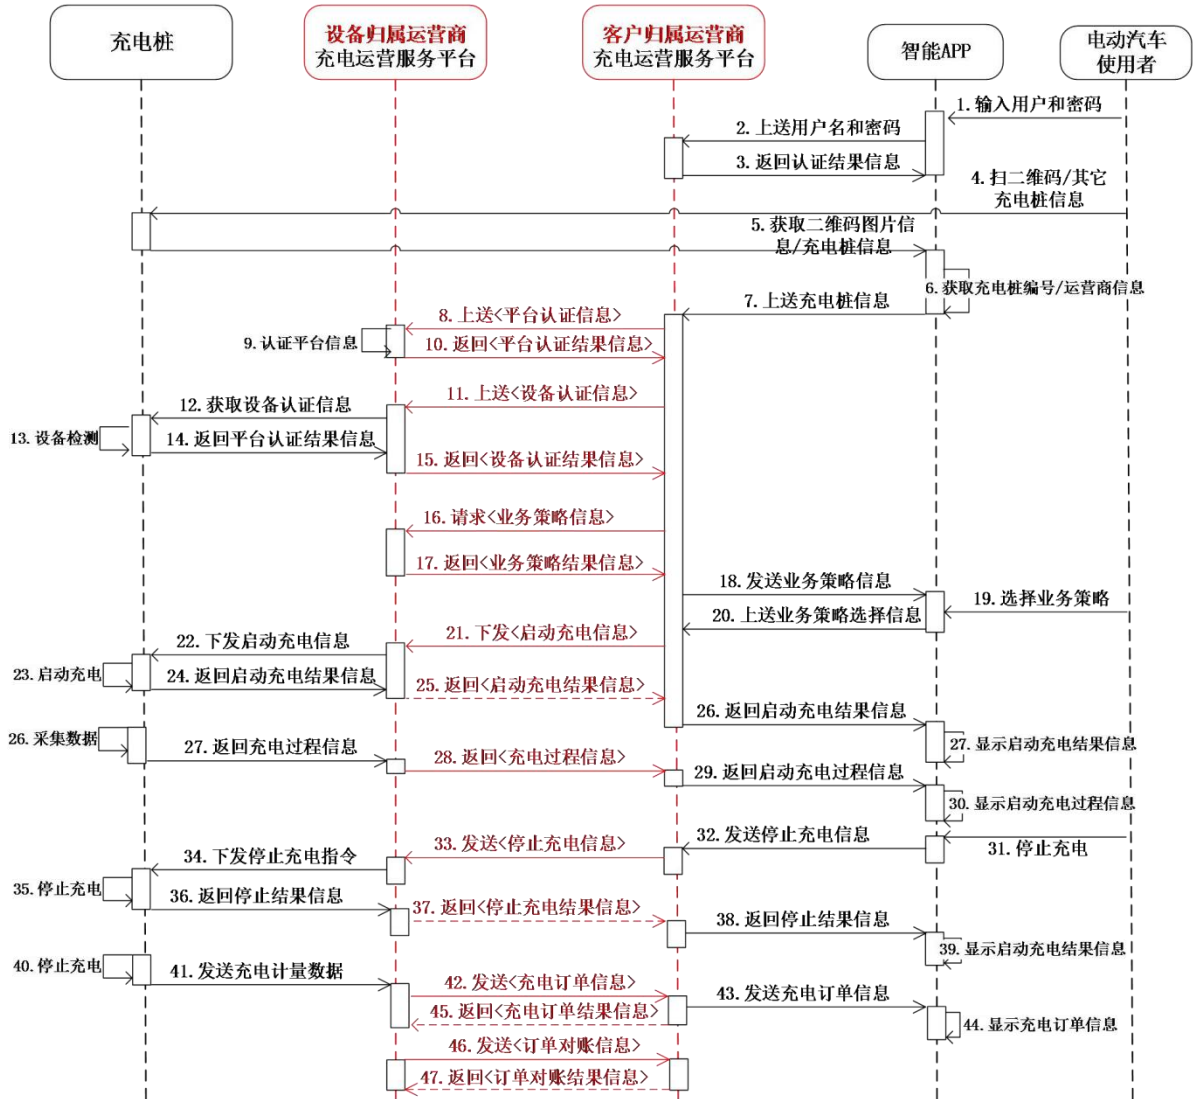 充电桩
设备归属运营商
充电运营服务平台
客户归属运营商
充电运营服务平台
智能APP
电动汽车
使用者
1.输入用户和密码
2.上送用户名和密码
3.返回认证结果信息
4.扫二维码/其它
充电桩信息
5.获取二维码图片信
息/充电桩信息
6.获取充电桩编号/运营商信息
7.上送充电桩信息
8.上送<平台认证信息>
9.认证平台信息
10.返回<平台认证结果信息>
11.上送<设备认证信息>
12.获取设备认证信息
13.设备检测
14.返回平台认证结果信息
15.返回<设备认证结果信息>
16.请求<业务策略信息>
17.返回<业务策略结果信息>
18.发送业务策略信息
19.选择业务策略
20.上送业务策略选择信息
21.下发<启动充电信息>
22.下发启动充电信息
23.启动充电
24.返回启动充电结果信息
25.返回<启动充电结果信息>
26.返回启动充电结果信息
26.采集数据
27.返回充电过程信息
27.显示启动充电结果信息
28.返回<充电过程信息>
29.返回启动充电过程信息
30.显示启动充电过程信息
31.停止充电
32.发送停止充电信息
33.发送<停止充电信息>
34.下发停止充电指令
35.停止充电
36.返回停止结果信息
37.返回<停止充电结果信息>
38.返回停止结果信息
39.显示启动充电结果信息
40.停止充电
41.发送充电计量数据
42.发送<充电订单信息>
43.发送充电订单信息
45.返回<充电订单结果信息>
44.显示充电订单信息
46.发送<订单对账信息>
47.返回<订单对账结果信息>